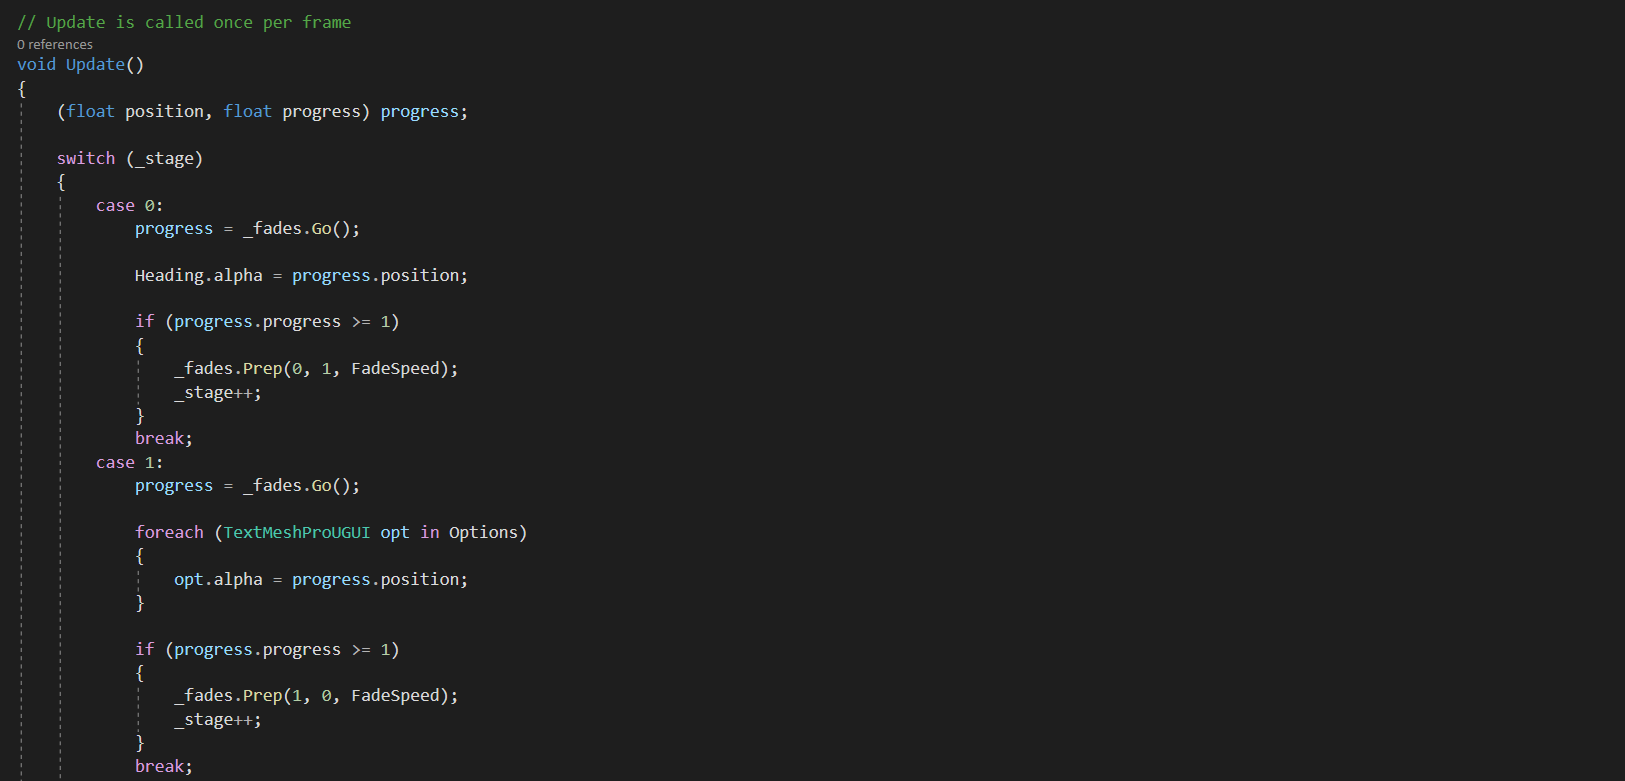 // Update is called once per frame
0 references
void Update()
{
(float position, float progress) progress;
switch (_stage)
{
case 0:
progress = _fades.Go();
Heading.alpha = progress.position;
if (progress.progress >= 1)
{
_fades.Prep(0, 1, FadeSpeed);
_stage++;
}
break;
case 1:
progress = _fades.Go();
foreach (TextMeshProUGUI opt in Options)
{
opt.alpha = progress.position;
}
if (progress.progress >= 1)
{
_fades.Prep(1, 0, FadeSpeed);
_stage++;
}
break;